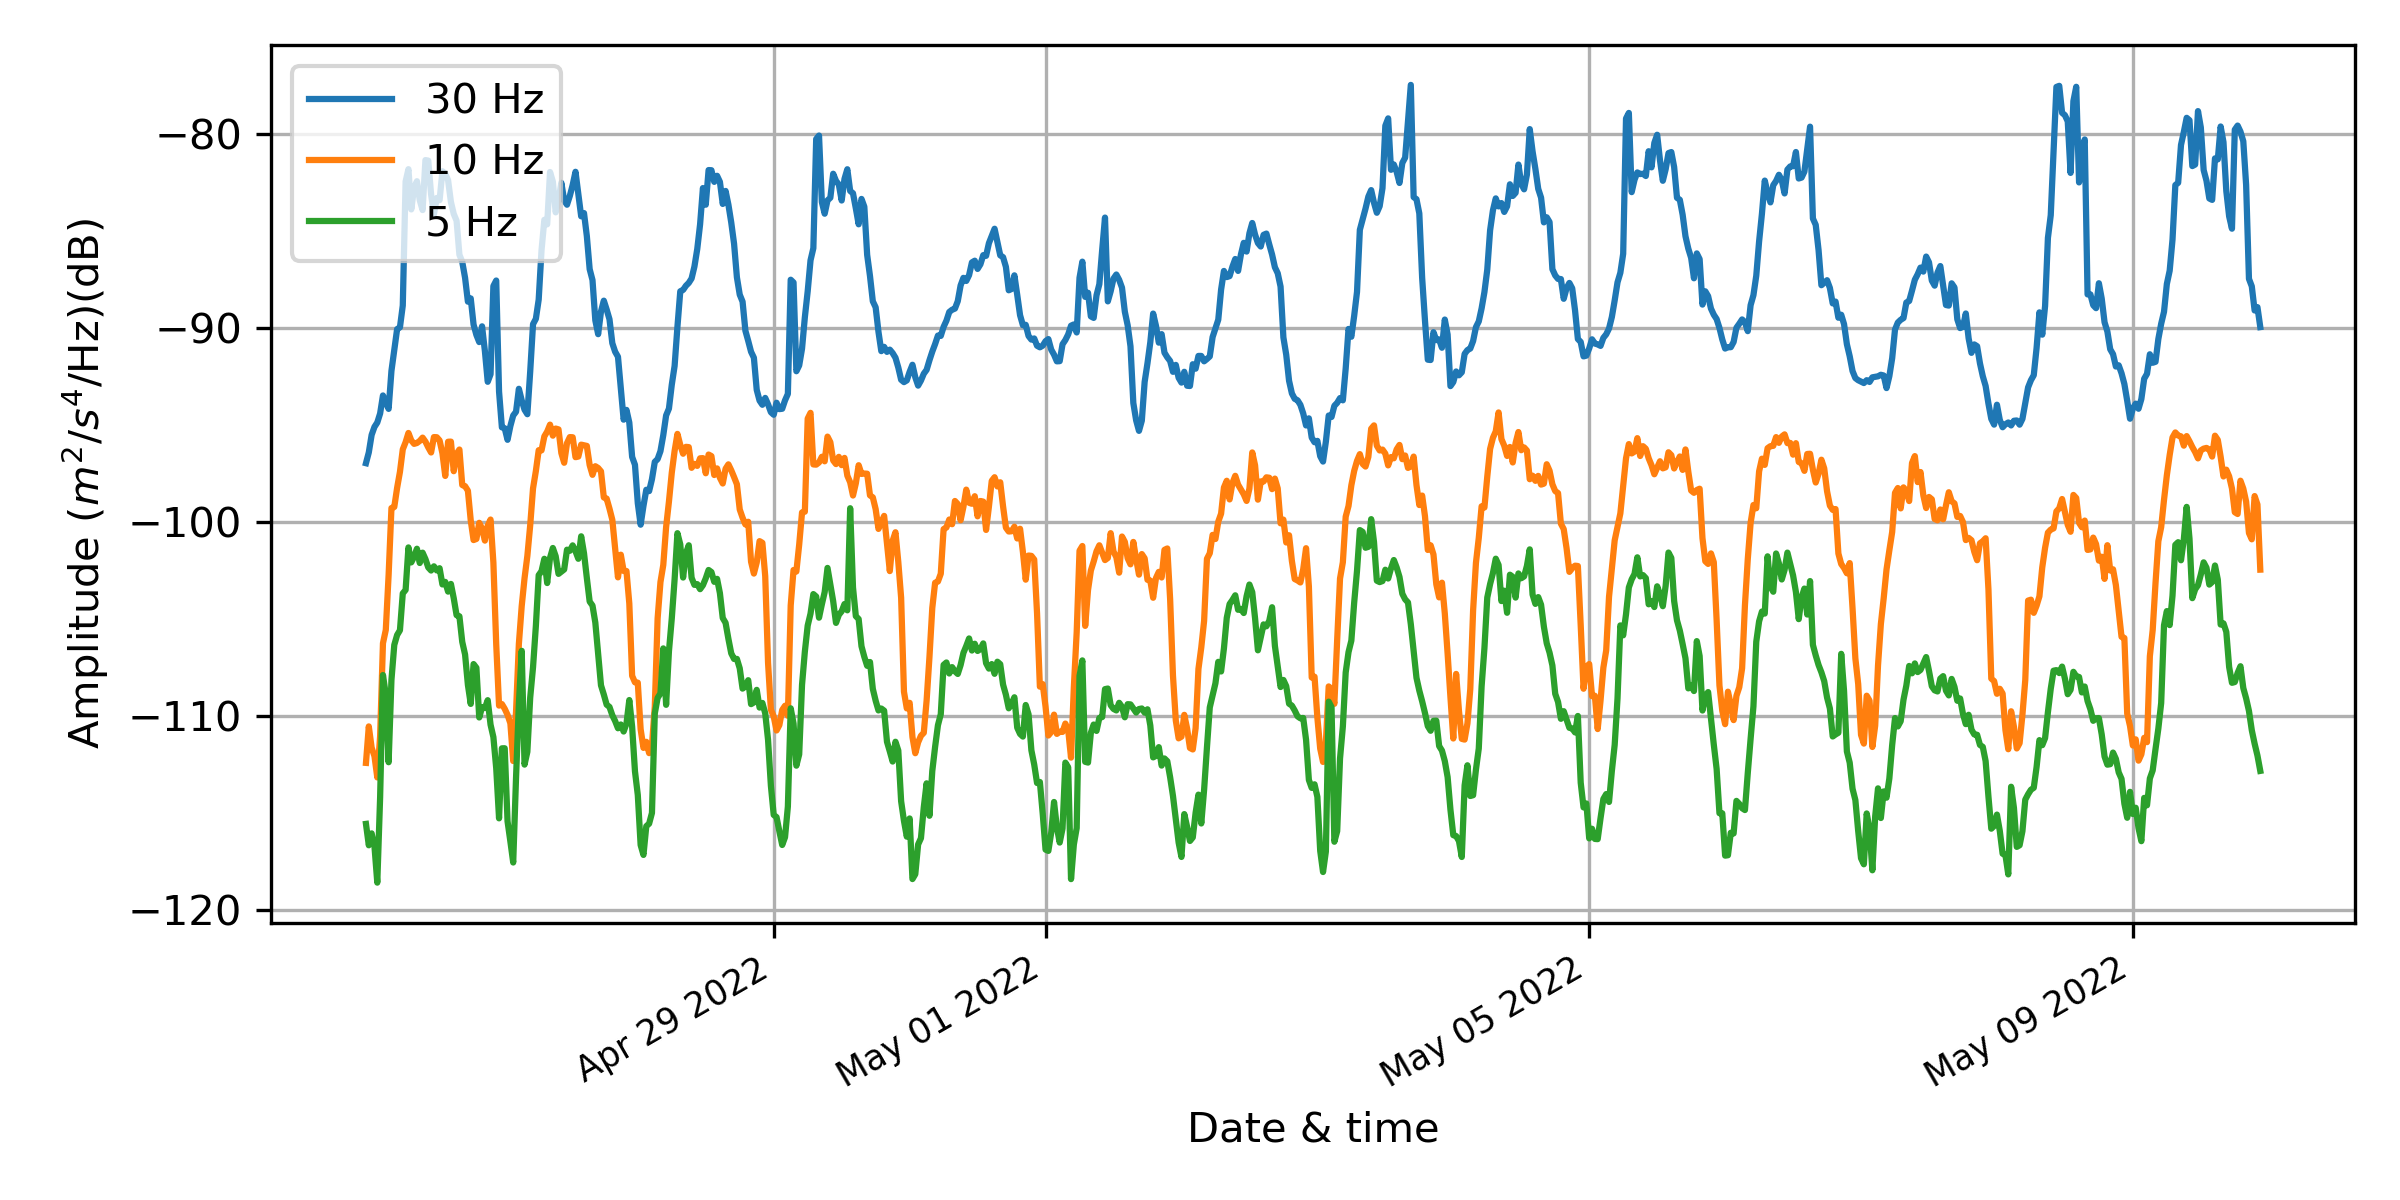 30 Hz
10 Hz
5 Hz
Amplitude (m²/s⁴/Hz)(dB)
−80
−90
−100
−110
−120
Apr 29 2022
May 01 2022
May 05 2022
May 09 2022
Date & time